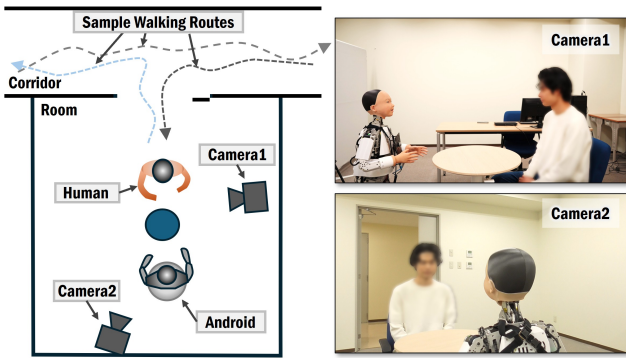 Sample Walking Routes
Corridor
Room
Camera1
Human
Camera2
Android
Camera1
Camera2